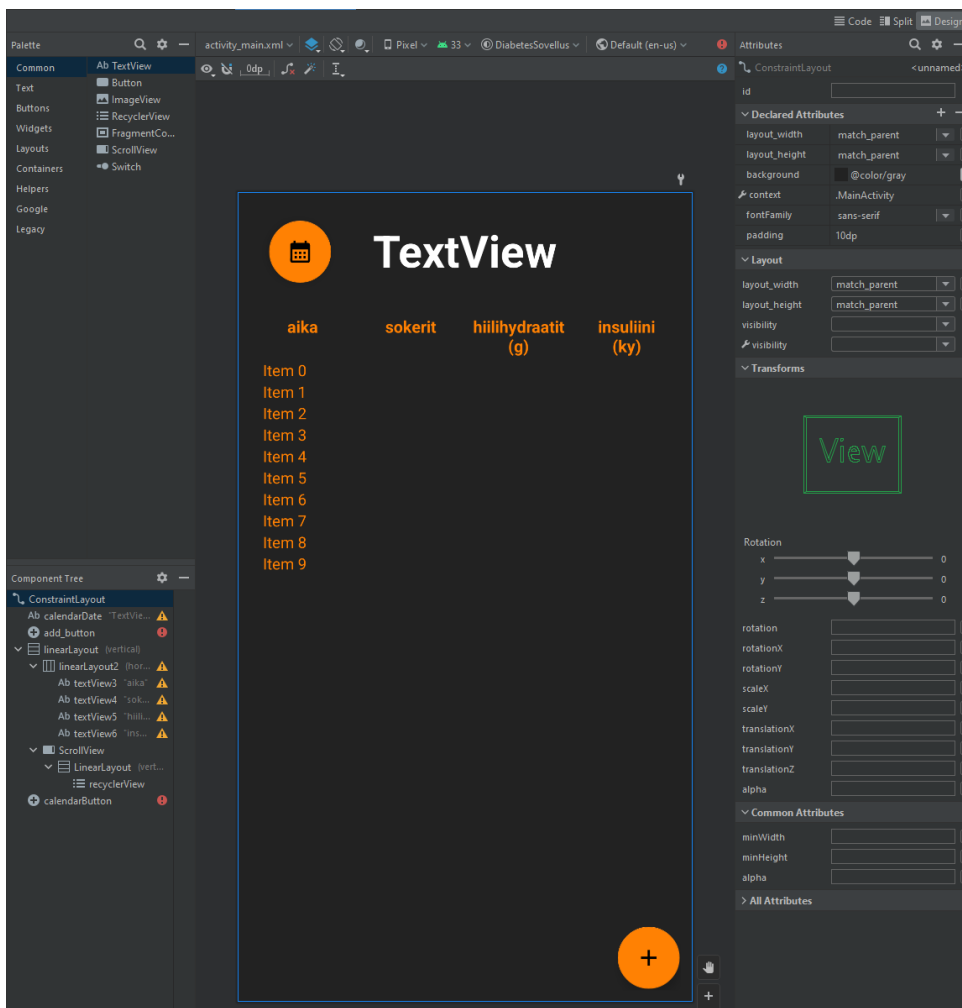 Code Split Design
Palette
activity_main.xml Pixel 33 DiabetesSovellus Default (en-us)
Attributes
Common
Text
Buttons
Widgets
Layouts
Containers
Helpers
Google
Legacy
Ab TextView
Button
ImageView
RecyclerView
FragmentCo...
ScrollView
Switch
0dp
ConstraintLayout <unnamed>
id
Declared Attributes
layout_width match_parent
layout_height match_parent
background @color/gray
context .MainActivity
fontFamily sans-serif
padding 10dp
Layout
layout_width match_parent
layout_height match_parent
visibility
visibility
Transforms
View
Rotation
x 0
y 0
z 0
rotation
rotationX
rotationY
scaleX
scaleY
translationX
translationY
translationZ
alpha
Common Attributes
minWidth
minHeight
alpha
All Attributes
TextView
aika sokerit hiilihydraatit (g) insuliini (ky)
Item 0
Item 1
Item 2
Item 3
Item 4
Item 5
Item 6
Item 7
Item 8
Item 9
+
Component Tree
ConstraintLayout
Ab calendarDate "TextVie...
add_button
linearLayout (vertical)
linearLayout2 (hor...
Ab textView3 "aika"
Ab textView4 "sok...
Ab textView5 "hiili...
Ab textView6 "ins...
ScrollView
LinearLayout (vert...
recyclerView
calendarButton